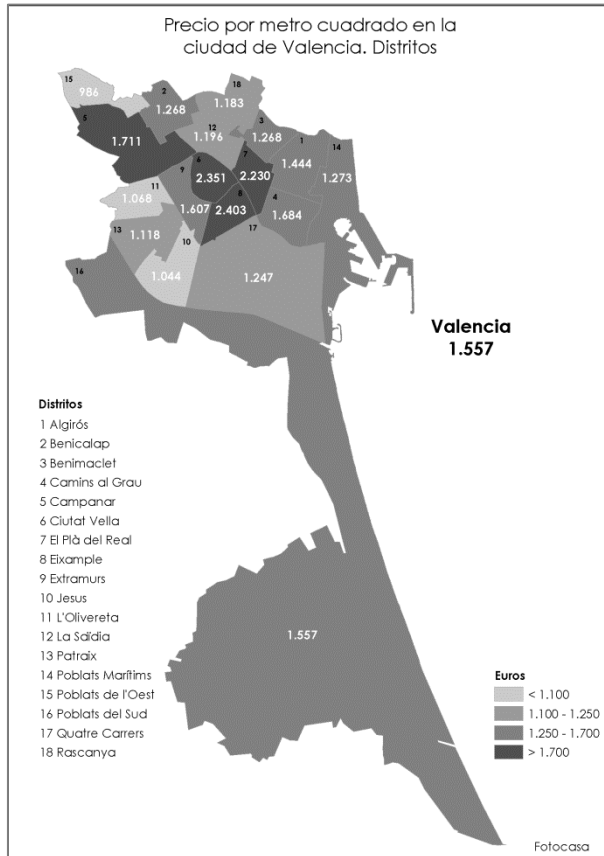 Precio por metro cuadrado en la
ciudad de Valencia. Distritos
15
986
2
1.268
18
1.183
5
1.711
12
1.196
3
1.268
1
1.444
14
1.273
6
2.351
7
2.230
9
1.607
8
2.403
4
1.684
11
1.068
13
1.118
10
1.044
17
1.247
16
Valencia
1.557
Distritos
1 Algirós
2 Benicalap
3 Benimaclet
4 Camins al Grau
5 Campanar
6 Ciutat Vella
7 El Plà del Real
8 Eixample
9 Extramurs
10 Jesus
11 L'Olivereta
12 La Saïdia
13 Patraix
14 Poblats Marítims
15 Poblats de l'Oest
16 Poblats del Sud
17 Quatre Carrers
18 Rascanya
1.557
Euros
< 1.100
1.100 - 1.250
1.250 - 1.700
> 1.700
Fotocasa